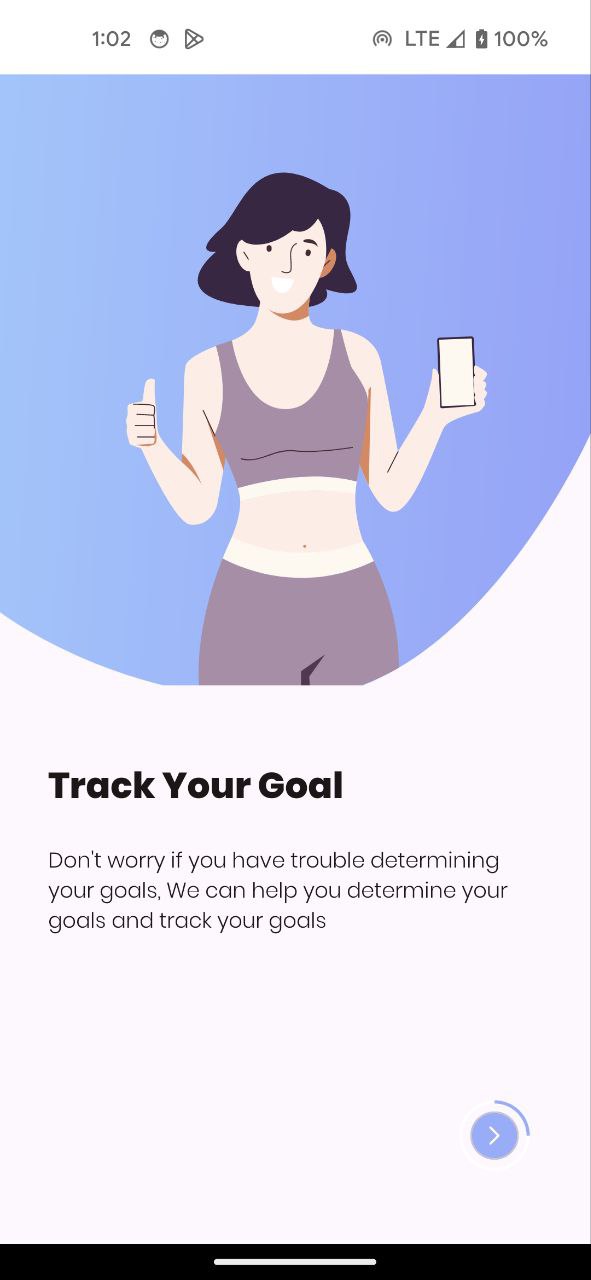 1:02 LTE 100%
Track Your Goal
Don't worry if you have trouble determining
your goals, We can help you determine your
goals and track your goals